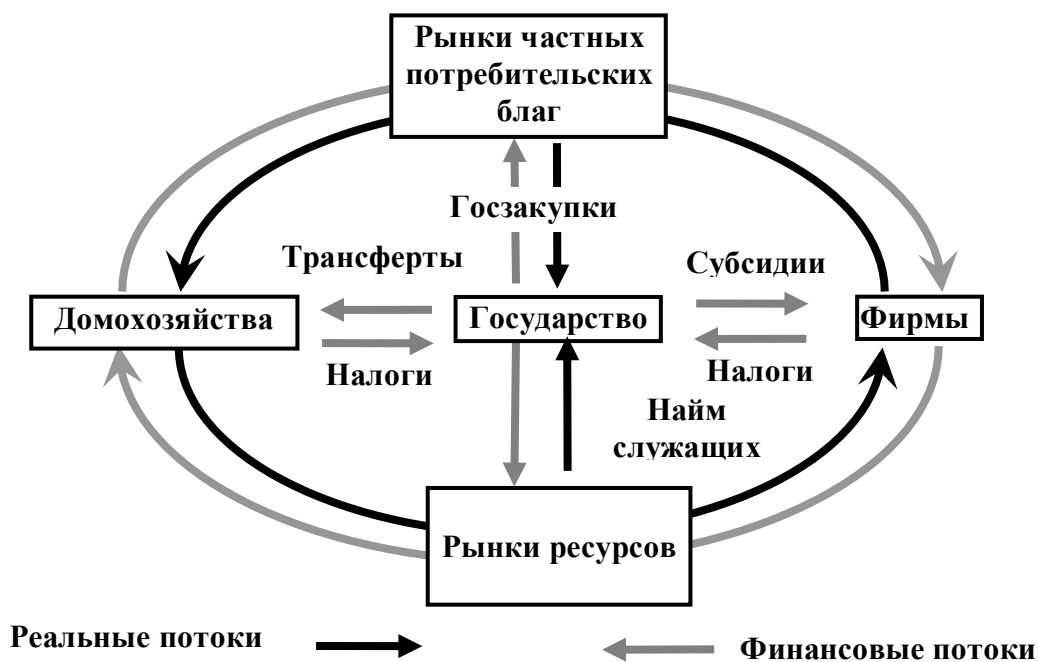 Рынки частных
потребительских
благ
Госзакупки
Трансферты
Субсидии
Домохозяйства
Государство
Фирмы
Налоги
Налоги
Найм
служащих
Рынки ресурсов
Реальные потоки
Финансовые потоки